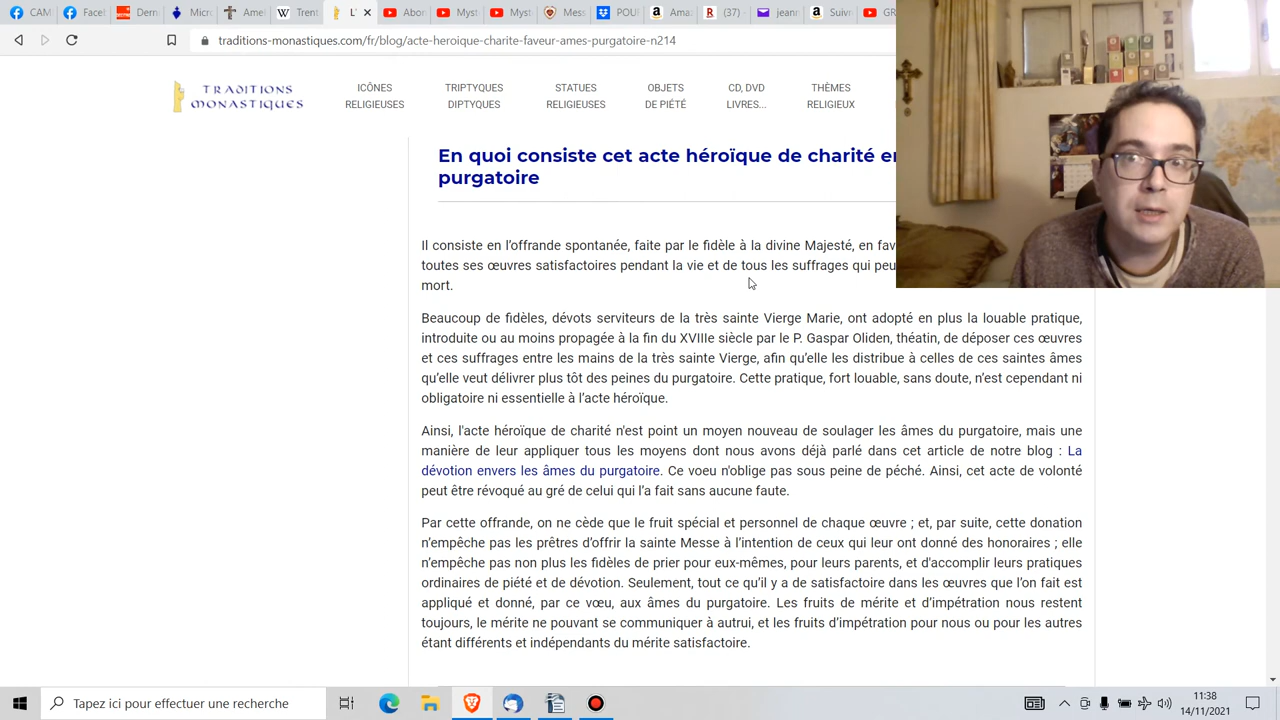 CAM
Faceb
Dern
Micro
Amer
Trent
L'
Abor
Myst
Myst
Mess
POU
Ama
(37)
jeann
Suivr
GR
traditions-monastiques.com/fr/blog/acte-heroique-charite-faveur-ames-purgatoire-n214
TRADITIONS
MONASTIQUES
ICÔNES
RELIGIEUSES
TRIPTYQUES
DIPTYQUES
STATUES
RELIGIEUSES
OBJETS
DE PIÉTÉ
CD, DVD
LIVRES...
THÈMES
RELIGIEUX
En quoi consiste cet acte héroïque de charité en
purgatoire
Il consiste en l'offrande spontanée, faite par le fidèle à la divine Majesté, en fav
toutes ses œuvres satisfactoires pendant la vie et de tous les suffrages qui peu
mort.
Beaucoup de fidèles, dévots serviteurs de la très sainte Vierge Marie, ont adopté en plus la louable pratique,
introduite ou au moins propagée à la fin du XVIIIe siècle par le P. Gaspar Oliden, théatin, de déposer ces œuvres
et ces suffrages entre les mains de la très sainte Vierge, afin qu'elle les distribue à celles de ces saintes âmes
qu'elle veut délivrer plus tôt des peines du purgatoire. Cette pratique, fort louable, sans doute, n'est cependant ni
obligatoire ni essentielle à l'acte héroïque.
Ainsi, l'acte héroïque de charité n'est point un moyen nouveau de soulager les âmes du purgatoire, mais une
manière de leur appliquer tous les moyens dont nous avons déjà parlé dans cet article de notre blog : La
dévotion envers les âmes du purgatoire. Ce voeu n'oblige pas sous peine de péché. Ainsi, cet acte de volonté
peut être révoqué au gré de celui qui l'a fait sans aucune faute.
Par cette offrande, on ne cède que le fruit spécial et personnel de chaque œuvre ; et, par suite, cette donation
n'empêche pas les prêtres d'offrir la sainte Messe à l'intention de ceux qui leur ont donné des honoraires ; elle
n'empêche pas non plus les fidèles de prier pour eux-mêmes, pour leurs parents, et d'accomplir leurs pratiques
ordinaires de piété et de dévotion. Seulement, tout ce qu'il y a de satisfactoire dans les œuvres que l'on fait est
appliqué et donné, par ce vœu, aux âmes du purgatoire. Les fruits de mérite et d'impétration nous restent
toujours, le mérite ne pouvant se communiquer à autrui, et les fruits d'impétration pour nous ou pour les autres
étant différents et indépendants du mérite satisfactoire.
Tapez ici pour effectuer une recherche
11:38
14/11/2021